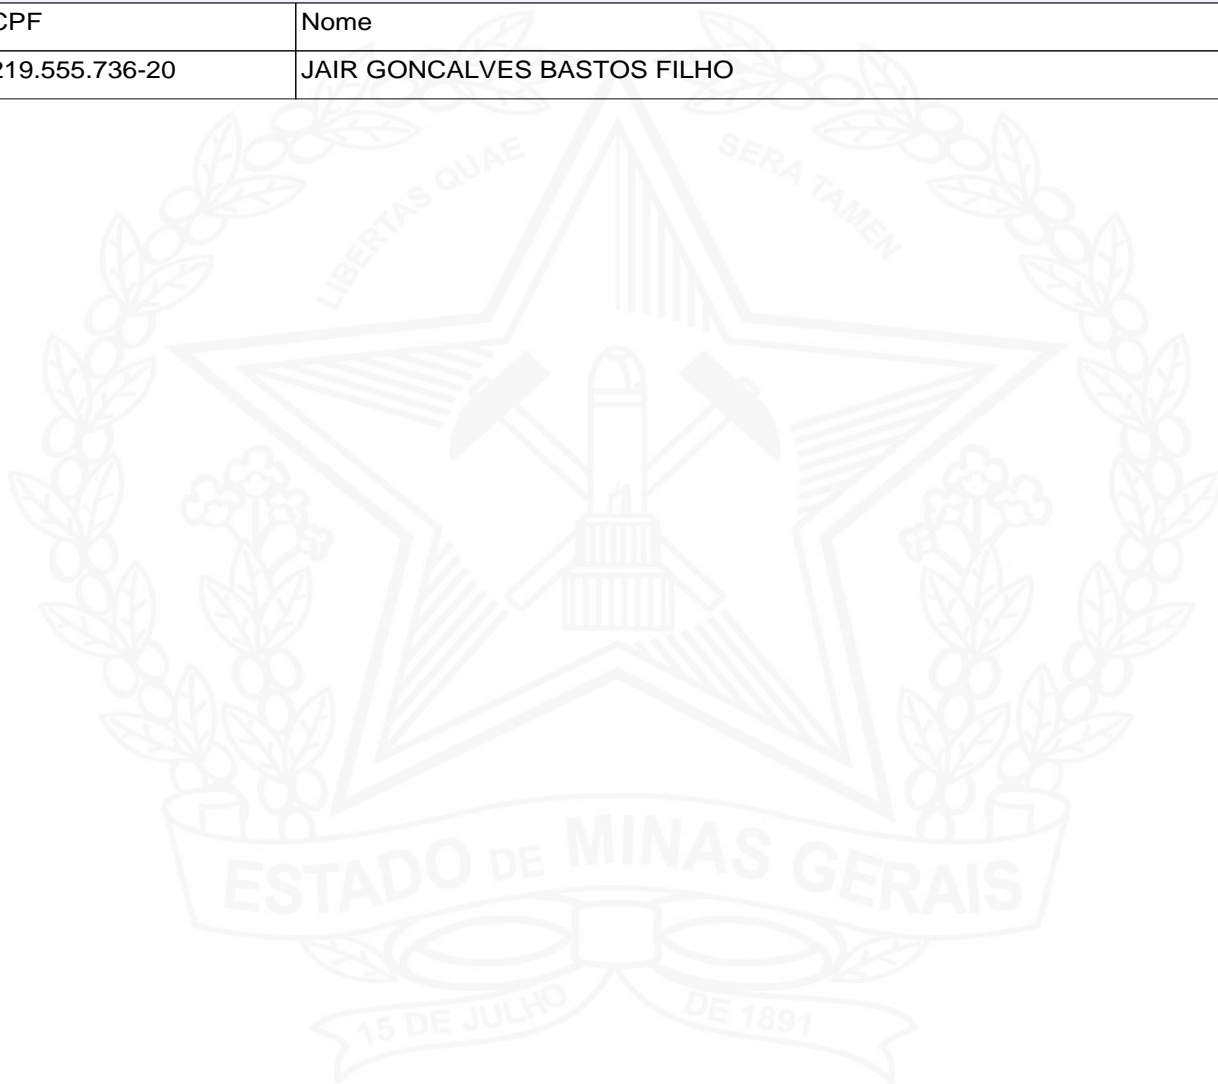 CPF Nome
219.555.736-20 JAIR GONCALVES BASTOS FILHO
LIBERTAS QUAE SERA TAMEN
ESTADO DE MINAS GERAIS
15 DE JULHO DE 1891